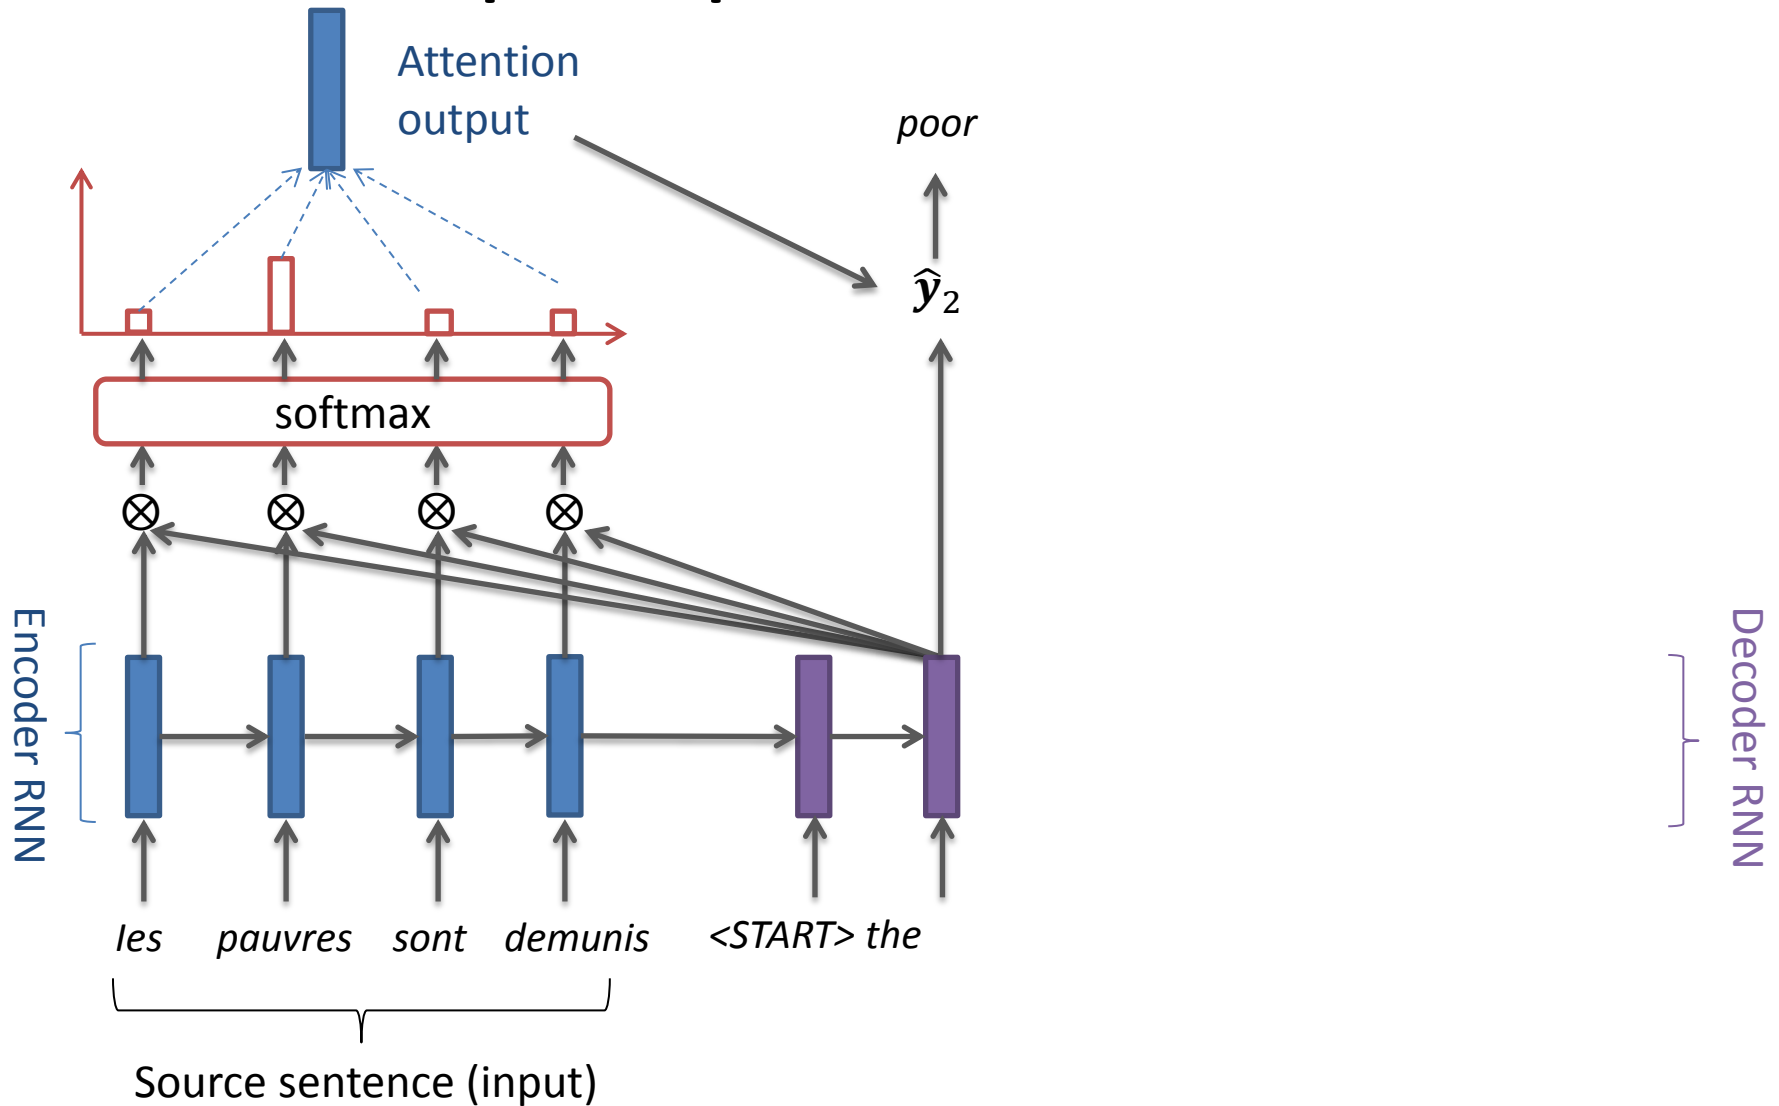 Attention
output
poor
ŷ₂
softmax
Encoder RNN
Decoder RNN
les pauvres sont demunis <START> the
Source sentence (input)